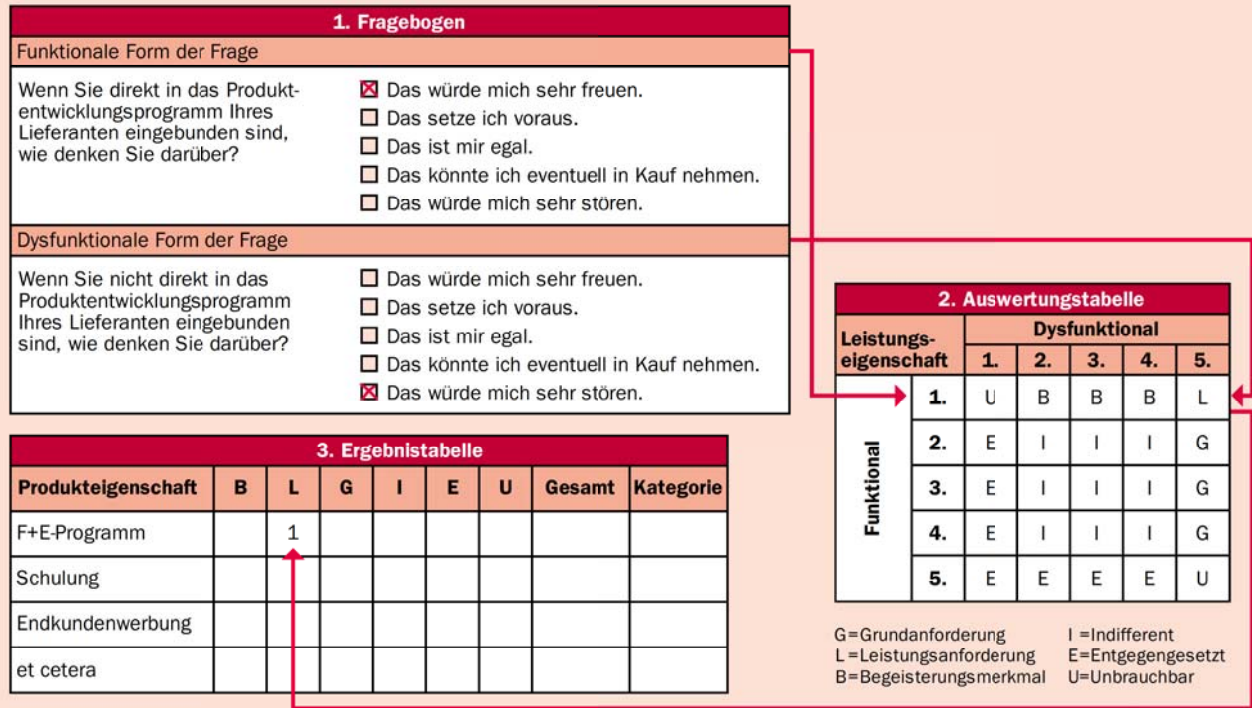 1. Fragebogen
Funktionale Form der Frage
Wenn Sie direkt in das Produkt-
entwicklungsprogramm Ihres
Lieferanten eingebunden sind,
wie denken Sie darüber?
Das würde mich sehr freuen.
Das setze ich voraus.
Das ist mir egal.
Das könnte ich eventuell in Kauf nehmen.
Das würde mich sehr stören.
Dysfunktionale Form der Frage
Wenn Sie nicht direkt in das
Produktentwicklungsprogramm
Ihres Lieferanten eingebunden
sind, wie denken Sie darüber?
Das würde mich sehr freuen.
Das setze ich voraus.
Das ist mir egal.
Das könnte ich eventuell in Kauf nehmen.
Das würde mich sehr stören.
2. Auswertungstabelle
Leistungs-
eigenschaft
Dysfunktional
1. 2. 3. 4. 5.
Funktional
1. U B B B L
2. E I I I G
3. E I I I G
4. E I I I G
5. E E E E U
G=Grundanforderung I =Indifferent
L=Leistungsanforderung E=Entgegengesetzt
B=Begeisterungsmerkmal U=Unbrauchbar
3. Ergebnistabelle
Produkteigenschaft B L G I E U Gesamt Kategorie
F+E-Programm 1
Schulung
Endkundenwerbung
et cetera